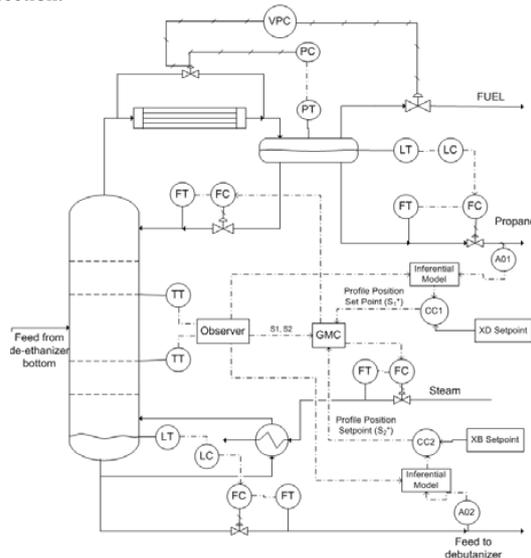 VPC
PC
PT
FUEL
LT
LC
FT
FC
FT
FC
Propane
A01
TT
Inferential
Model
Profile Position
Set Point (S₁*)
CC1
Observer
S1, S2
GMC
XD Setpoint
Feed from
de-ethanizer
bottom
TT
FT
FC
Steam
Profile Position
Setpoint (S₂*)
LT
CC2
XB Setpoint
LC
Inferential
Model
FC
FT
A02
Feed to
debutanizer